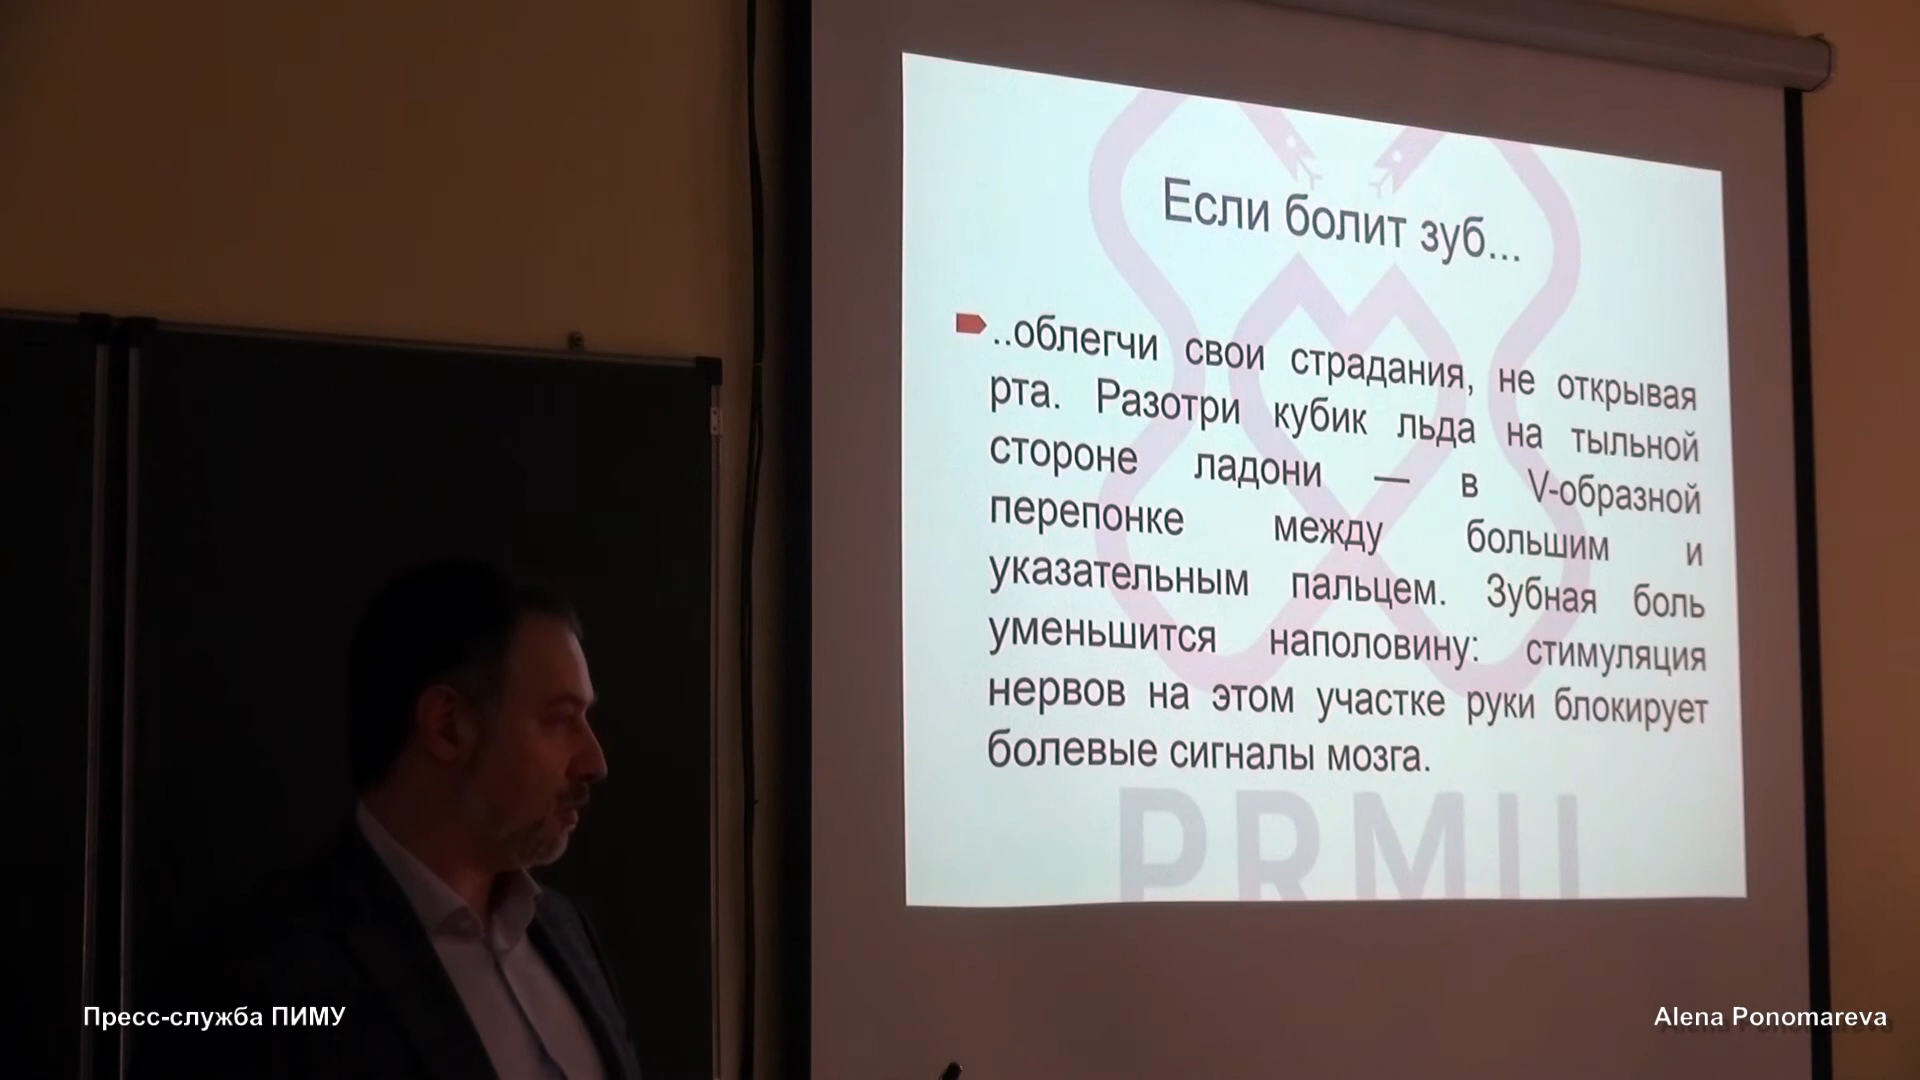 Если болит зуб...
..облегчи свои страдания, не открывая
рта. Разотри кубик льда на тыльной
стороне ладони — в V-образной
перепонке между большим и
указательным пальцем. Зубная боль
уменьшится наполовину: стимуляция
нервов на этом участке руки блокирует
болевые сигналы мозга.
PRMU
Пресс-служба ПИМУ
Alena Ponomareva